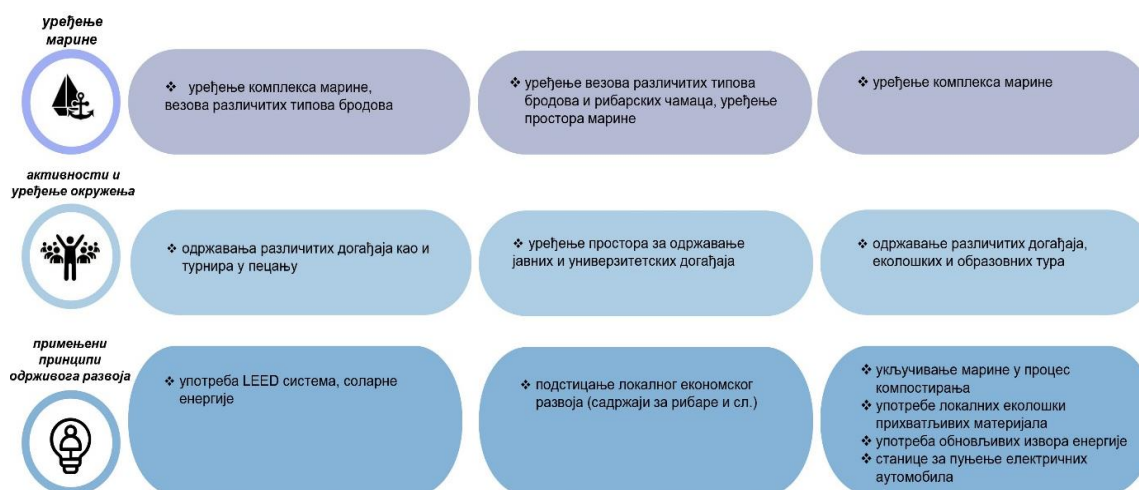 уређење
марине
❖ уређење комплекса марине,
везова различитих типова бродова
❖ уређење везова различитих типова
бродова и рибарских чамаца, уређење
простора марине
❖ уређење комплекса марине
активности и
уређење окружења
❖ одржавања различитих догађаја као и
турнира у пецању
❖ уређење простора за одржавање
јавних и универзитетских догађаја
❖ одржавање различитих догађаја,
еколошких и образовних тура
примењени
принципи
одрживога развоја
❖ употреба LEED система, соларне
енергије
❖ подстицање локалног економског
развоја (садржаји за рибаре и сл.)
❖ укључивање марине у процес
компостирања
❖ употребе локалних еколошки
прихватљивих материјала
❖ употреба обновљивих извора енергије
❖ станице за пуњење електричних
аутомобила